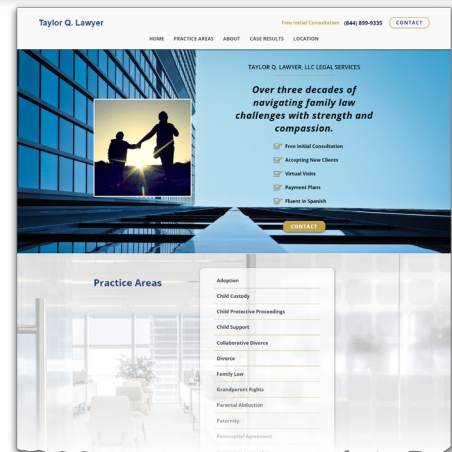 Taylor Q. Lawyer
Free Initial Consultation (844) 899-9335 CONTACT
HOME PRACTICE AREAS ABOUT CASE RESULTS LOCATION
TAYLOR Q. LAWYER, LLC LEGAL SERVICES
Over three decades of
navigating family law
challenges with strength and
compassion.
Free Initial Consultation
Accepting New Clients
Virtual Visits
Payment Plans
Fluent in Spanish
CONTACT
Practice Areas
Adoption
Child Custody
Child Protective Proceedings
Child Support
Collaborative Divorce
Divorce
Family Law
Grandparent Rights
Parental Abduction
Paternity
Postnuptial Agreement